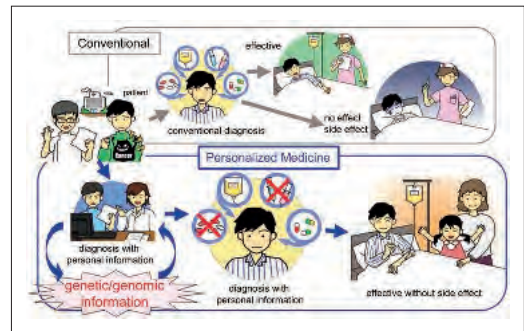 Conventional
patient
Cancer
conventional diagnosis
effective
no effect
side effect
Personalized Medicine
diagnosis with
personal information
genetic/genomic
information
diagnosis with
personal information
effective without side effect